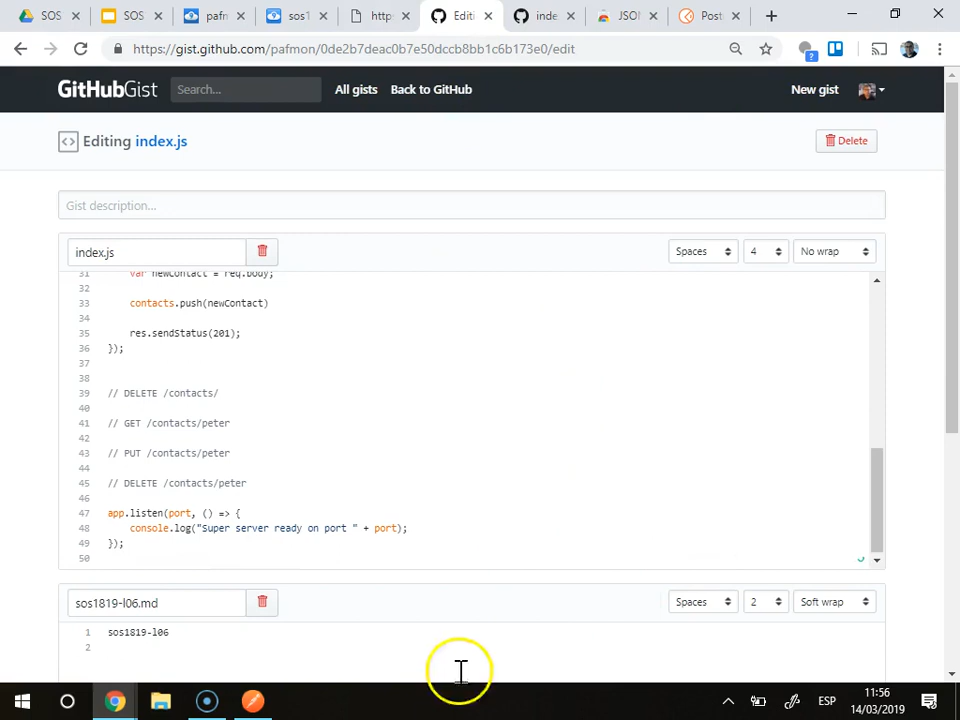 SOS
SOS
pafm
sos1
https
Editi
inde
JSON
Post
https://gist.github.com/pafmon/0de2b7deac0b7e50dccb8bb1c6b173e0/edit
GitHubGist
Search...
All gists
Back to GitHub
New gist
Editing index.js
Delete
Gist description...
index.js
Spaces
4
No wrap
31 var newContact = req.body;
32
33 contacts.push(newContact)
34
35 res.sendStatus(201);
36 });
37
38
39 // DELETE /contacts/
40
41 // GET /contacts/peter
42
43 // PUT /contacts/peter
44
45 // DELETE /contacts/peter
46
47 app.listen(port, () => {
48 console.log("Super server ready on port " + port);
49 });
50
sos1819-l06.md
Spaces
2
Soft wrap
1 sos1819-l06
2
ESP
11:56
14/03/2019